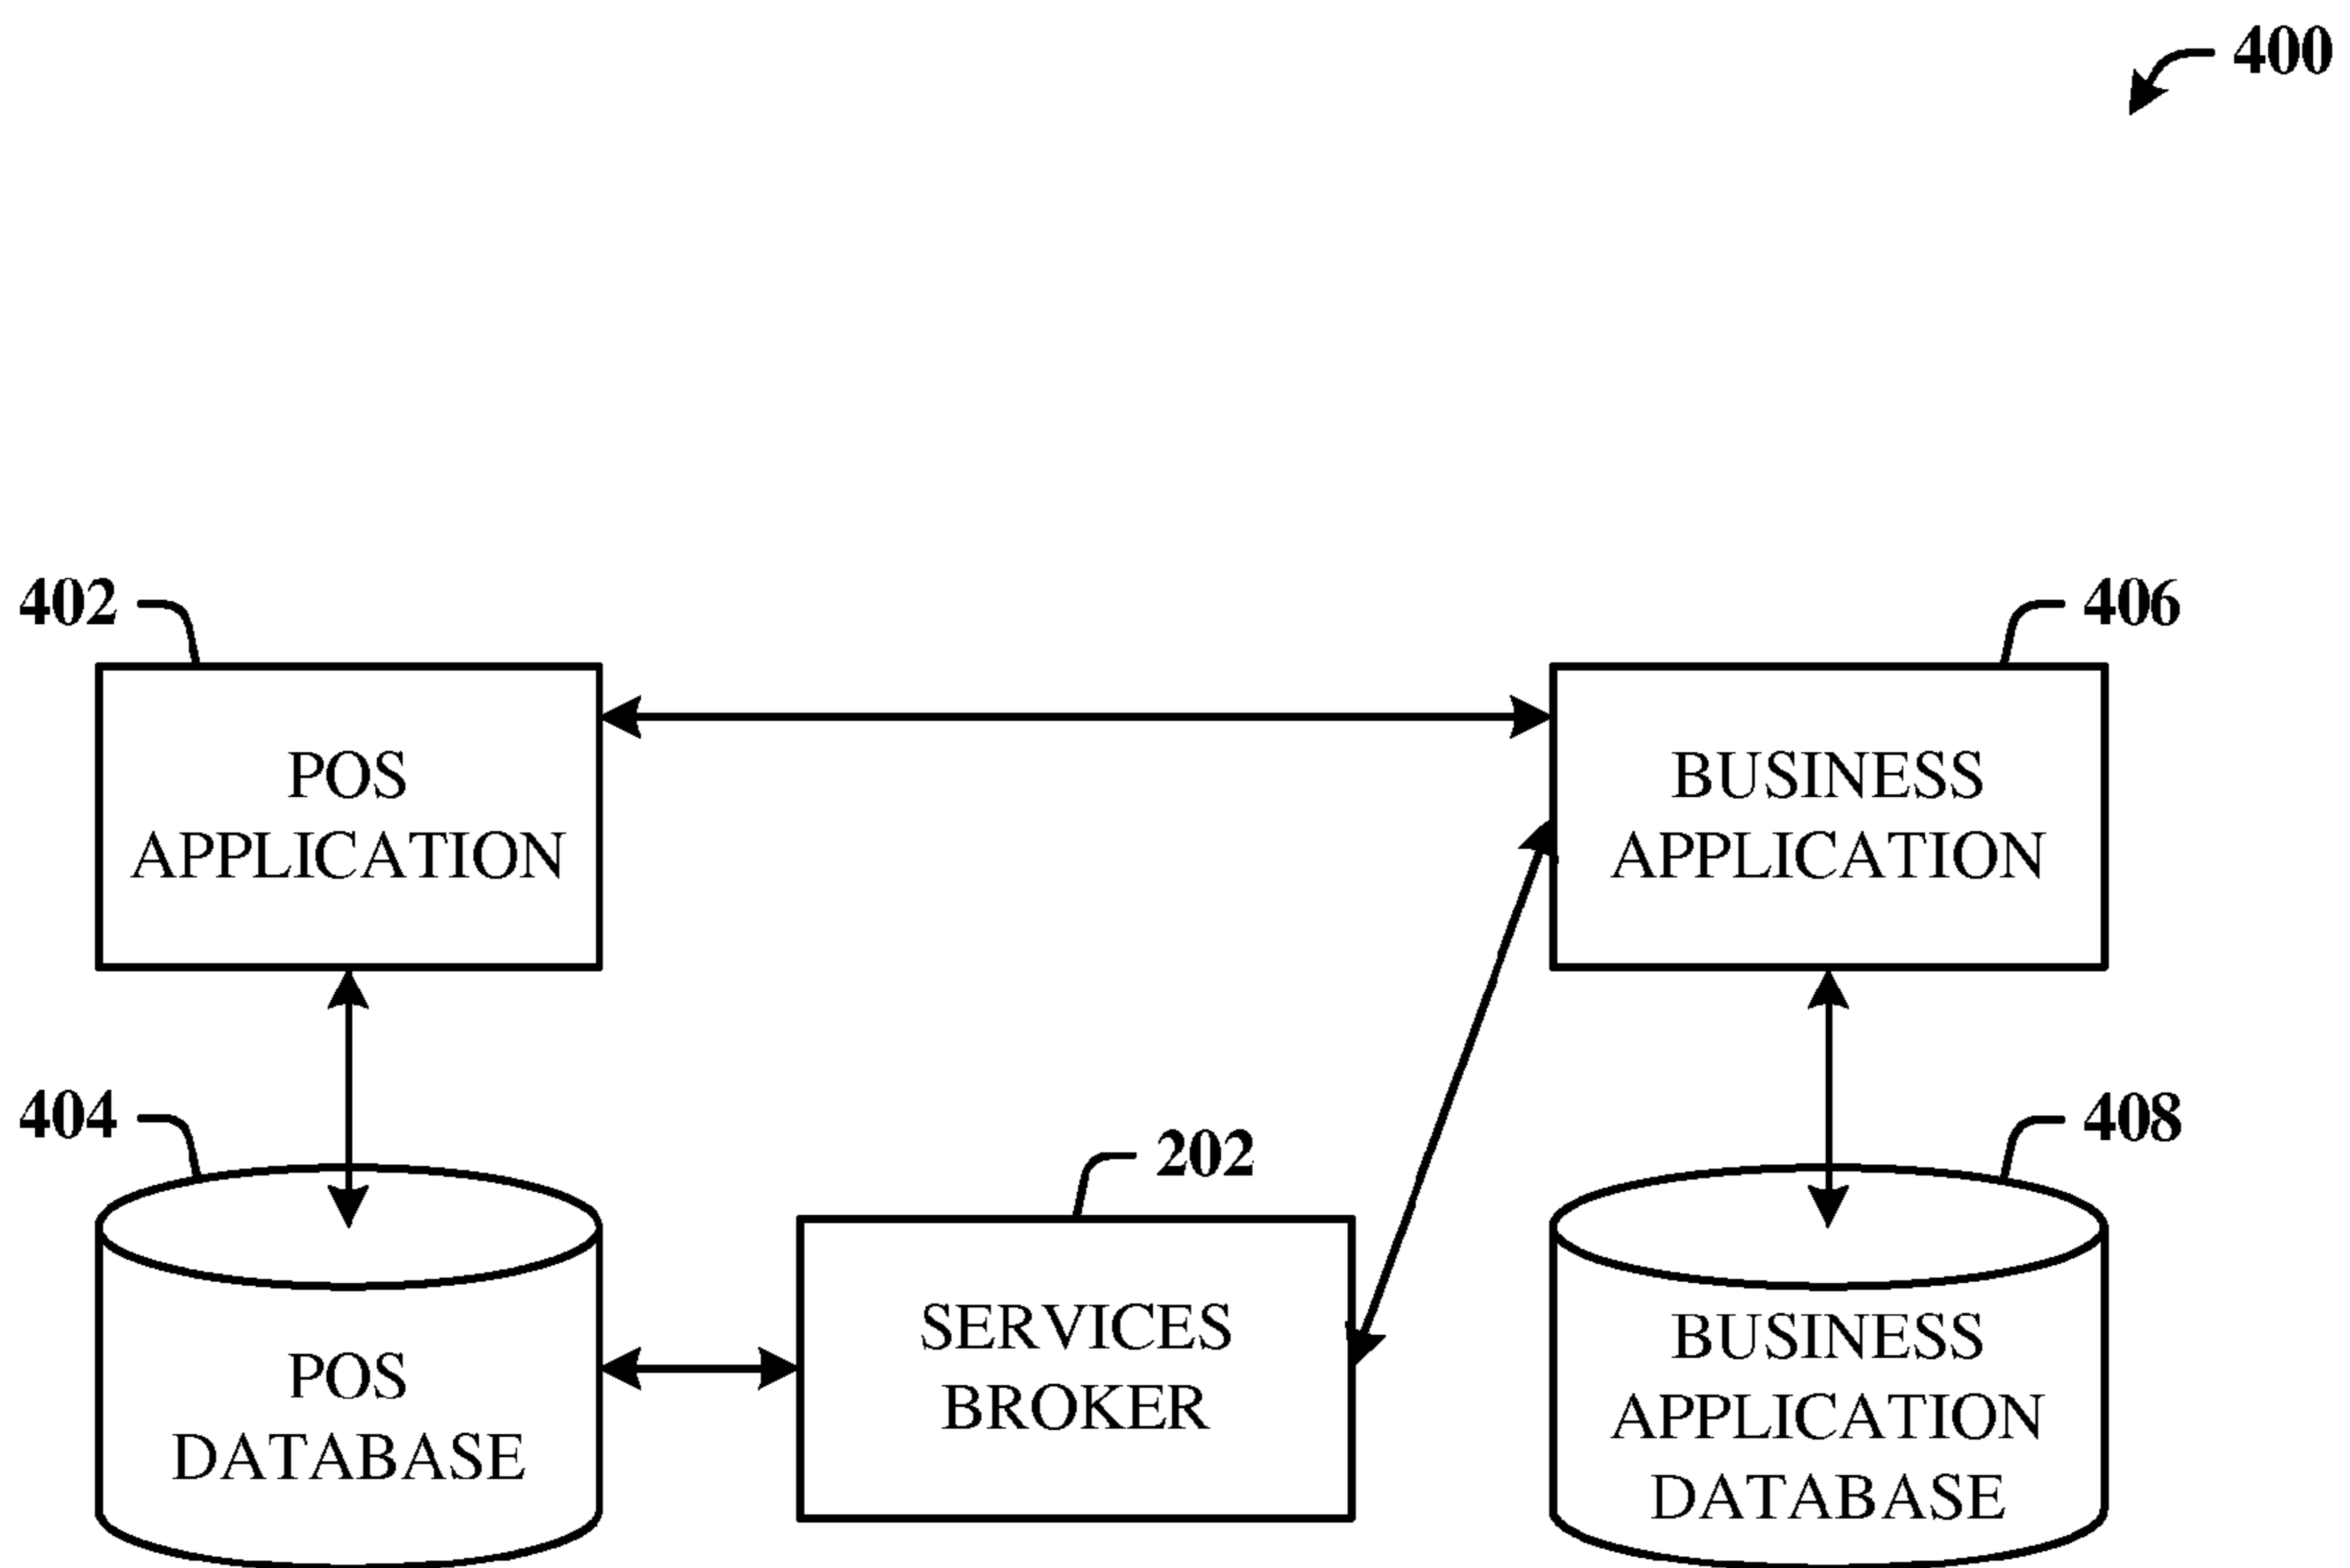 400
402
406
POS
APPLICATION
BUSINESS
APPLICATION
404
202
408
POS
DATABASE
SERVICES
BROKER
BUSINESS
APPLICATION
DATABASE